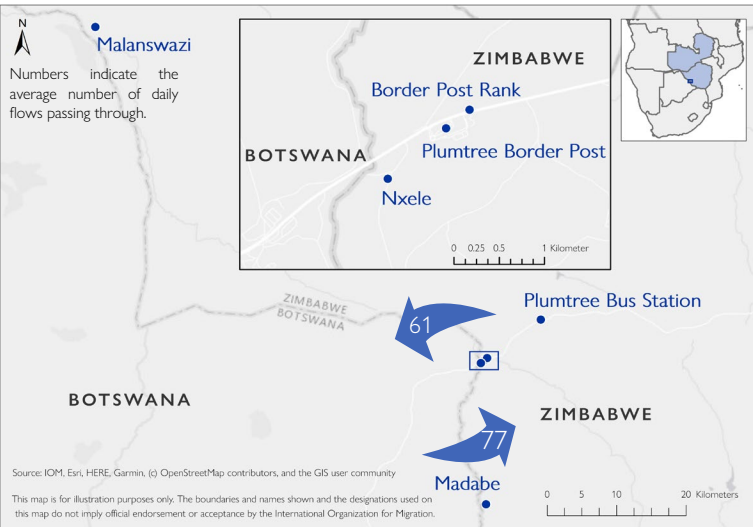 N
Malanswazi
Numbers indicate the
average number of daily
flows passing through.
ZIMBABWE
Border Post Rank
BOTSWANA
Plumtree Border Post
Nxele
0 0.25 0.5 1 Kilometer
ZIMBABWE
BOTSWANA
61
Plumtree Bus Station
BOTSWANA
ZIMBABWE
77
Source: IOM, Esri, HERE, Garmin, (c) OpenStreetMap contributors, and the GIS user community
Madabe
0 5 10 20 Kilometers
This map is for illustration purposes only. The boundaries and names shown and the designations used on
this map do not imply official endorsement or acceptance by the International Organization for Migration.